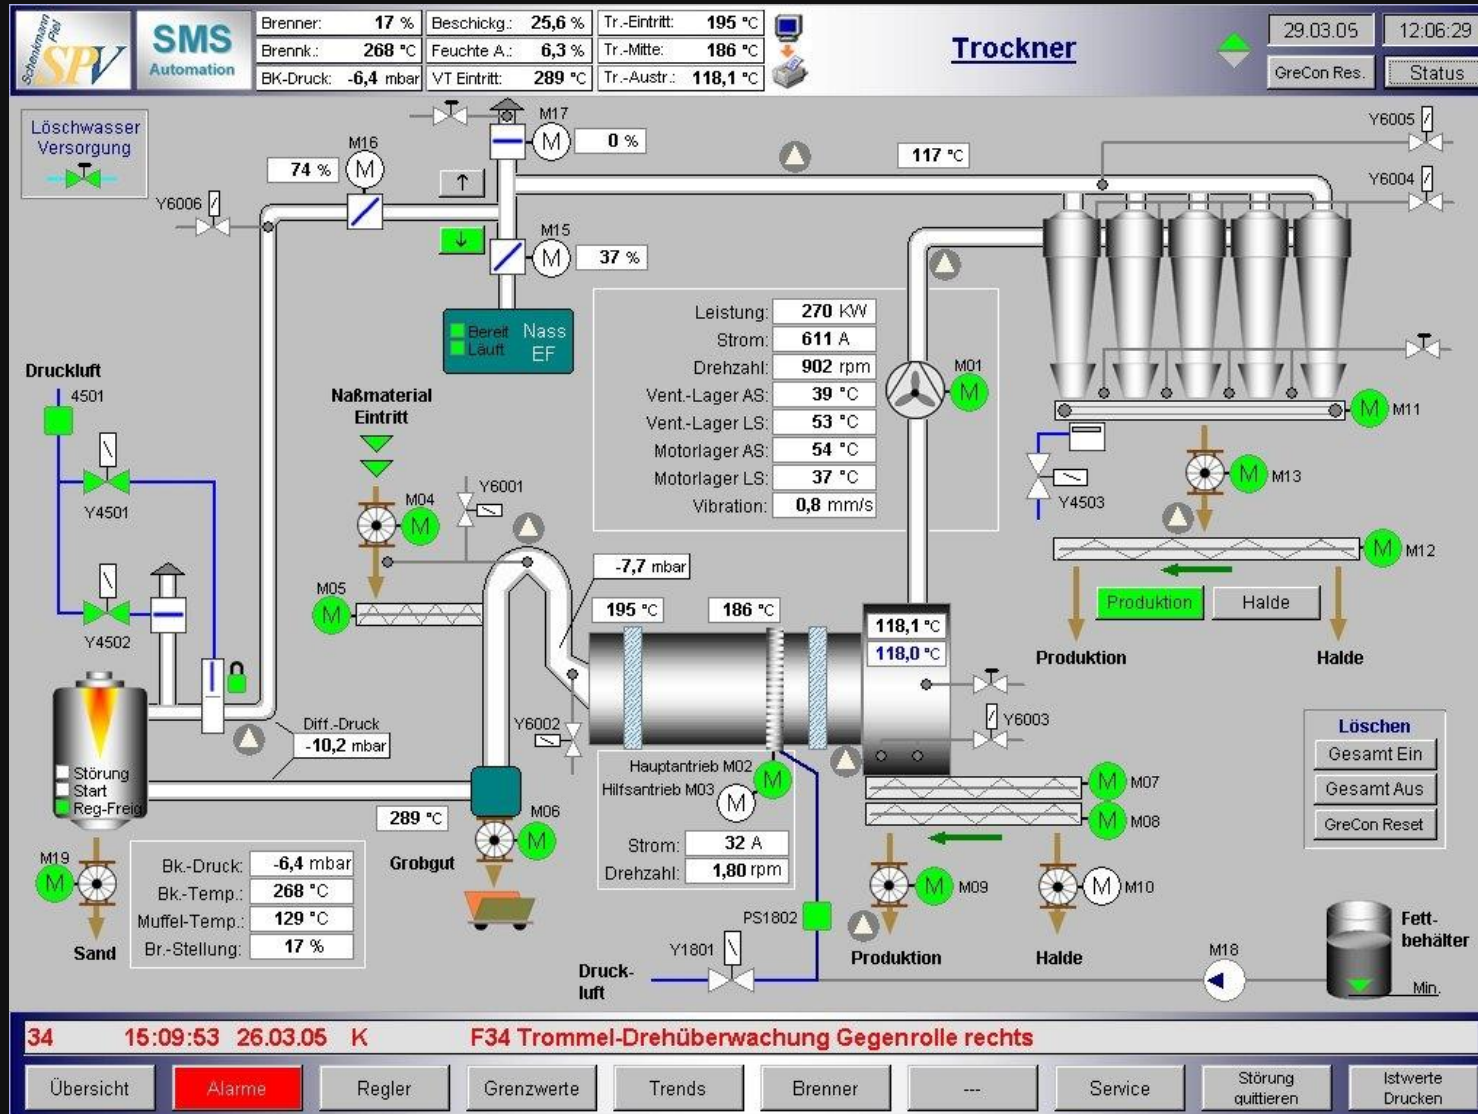 Schenkmann
Piel
SPV
SMS
Automation
Brenner: 17 %
Brennk.: 268 °C
BK-Druck: -6,4 mbar
Beschickg.: 25,6 %
Feuchte A.: 6,3 %
VT Eintritt: 289 °C
Tr.-Eintritt: 195 °C
Tr.-Mitte: 186 °C
Tr.-Austr.: 118,1 °C
Trockner
29.03.05
12:06:29
GreCon Res.
Status
Löschwasser
Versorgung
M17
M
0 %
M16
M
74 %
Y6006
M15
M
37 %
117 °C
Y6005
Y6004
Bereit
Läuft
Nass
EF
Leistung: 270 KW
Strom: 611 A
Drehzahl: 902 rpm
Vent.-Lager AS: 39 °C
Vent.-Lager LS: 53 °C
Motorlager AS: 54 °C
Motorlager LS: 37 °C
Vibration: 0,8 mm/s
M01
M
M
M11
M
M13
Y4503
M
M12
Produktion
Halde
Produktion
Halde
Druckluft
4501
Y4501
Y4502
Naßmaterial
Eintritt
M04
M
Y6001
M05
M
-7,7 mbar
195 °C
186 °C
118,1 °C
118,0 °C
Y6002
Y6003
Diff.-Druck
-10,2 mbar
Störung
Start
Reg-Freig
Hauptantrieb M02
M
Hilfsantrieb M03
M
Strom: 32 A
Drehzahl: 1,80 rpm
M
M07
M
M08
289 °C
M06
M
Grobgut
M19
M
Sand
Bk.-Druck: -6,4 mbar
Bk.-Temp.: 268 °C
Muffel-Temp.: 129 °C
Br.-Stellung: 17 %
M
M09
M
M10
Produktion
Halde
PS1802
Y1801
Druck-
luft
M18
Löschen
Gesamt Ein
Gesamt Aus
GreCon Reset
Fett-
behälter
Min.
34 15:09:53 26.03.05 K F34 Trommel-Drehüberwachung Gegenrolle rechts
Übersicht
Alarme
Regler
Grenzwerte
Trends
Brenner
---
Service
Störung
quittieren
Istwerte
Drucken